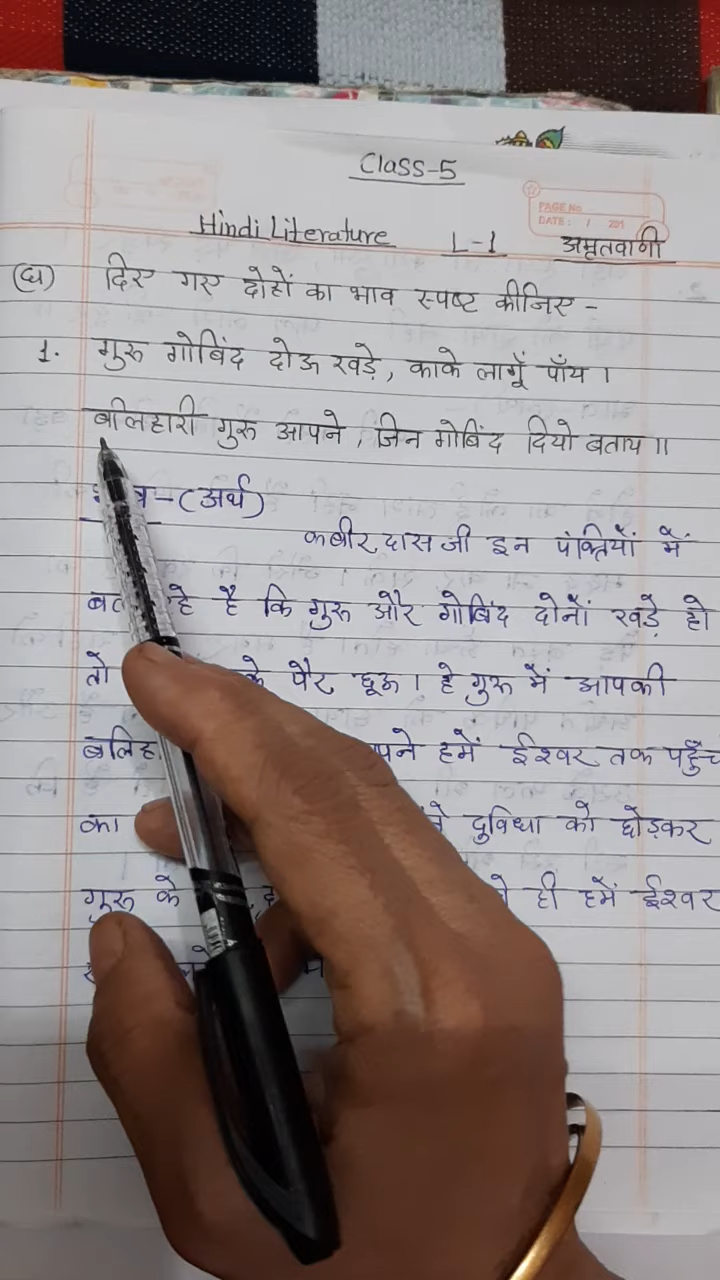 Class-5
PAGE No
DATE: / 201
Hindi Literature L-1 अमृतवाणी
(घ) दिए गए दोहों का भाव स्पष्ट कीजिए -
1. गुरू गोबिंद दोऊ खड़े, काके लागूँ पाँय ।
बलिहारी गुरू आपने, जिन गोबिंद दियो बताय ॥
(अर्थ)
कबीर दास जी इन पंक्तियों में
है कि गुरू और गोबिंद दोनों खड़े हो
तो के पैर छूऊ । हे गुरू में आपकी
हमें ईश्वर तक पहुँच
का दुविधा को छोड़कर
गुरू के ही हमें ईश्वर